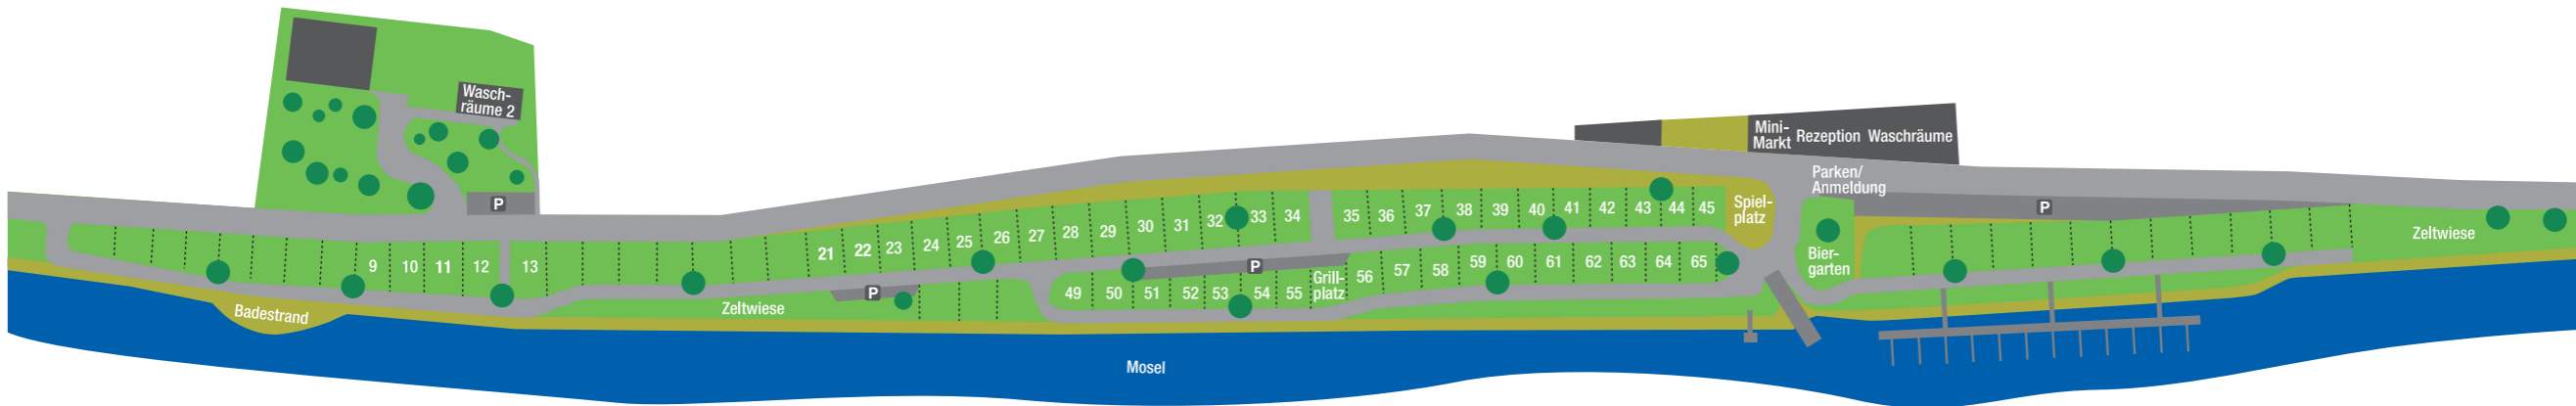 Wasch-
räume 2
P
Mini-
Markt Rezeption Waschräume
Parken/
Anmeldung
P
9 10 11 12 13
21 22 23 24 25 26 27 28 29 30 31 32 33 34 35 36 37 38 39 40 41 42 43 44 45
Spiel-
platz
Bier-
garten
Zeltwiese
P
49 50 51 52 53 54 55
Grill-
platz
56 57 58 59 60 61 62 63 64 65
P
Zeltwiese
Badestrand
Mosel